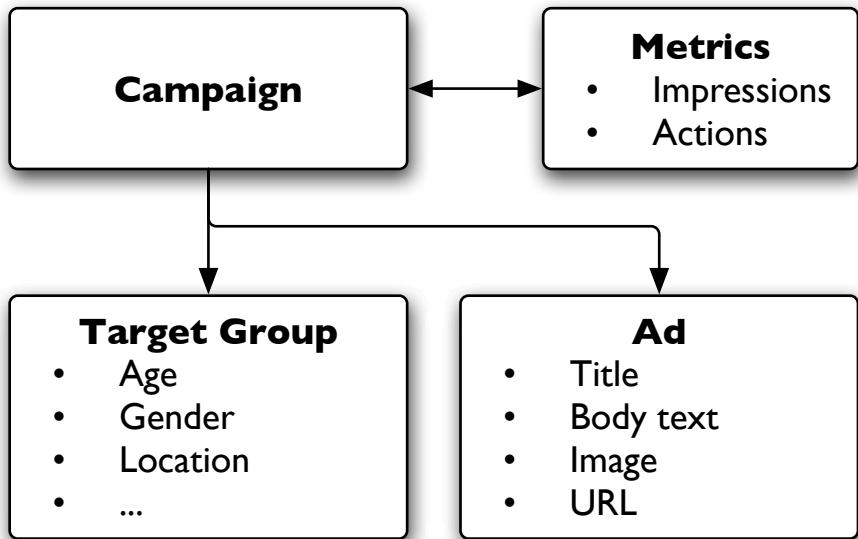 Campaign
Metrics
• Impressions
• Actions
Target Group
• Age
• Gender
• Location
• ...
Ad
• Title
• Body text
• Image
• URL